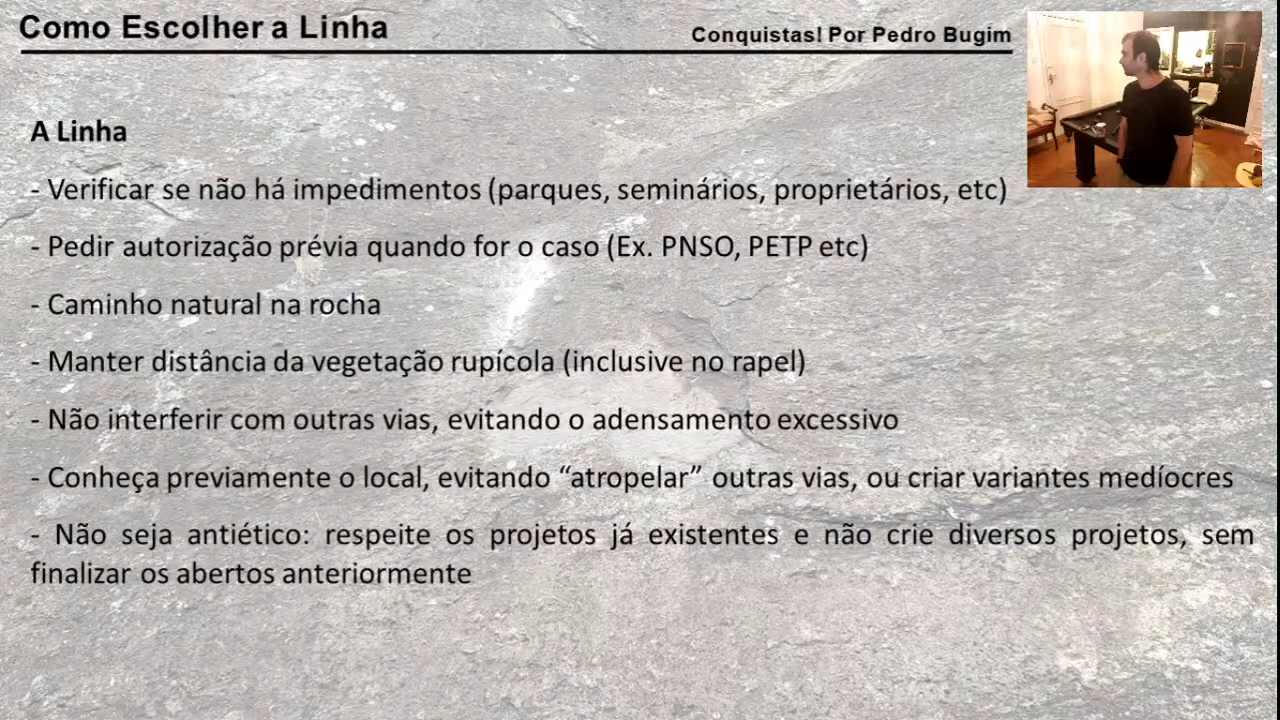 Como Escolher a Linha
Conquistas! Por Pedro Bugim
A Linha
- Verificar se não há impedimentos (parques, seminários, proprietários, etc)
- Pedir autorização prévia quando for o caso (Ex. PNSO, PETP etc)
- Caminho natural na rocha
- Manter distância da vegetação rupícola (inclusive no rapel)
- Não interferir com outras vias, evitando o adensamento excessivo
- Conheça previamente o local, evitando “atropelar” outras vias, ou criar variantes medíocres
- Não seja antiético: respeite os projetos já existentes e não crie diversos projetos, sem
finalizar os abertos anteriormente